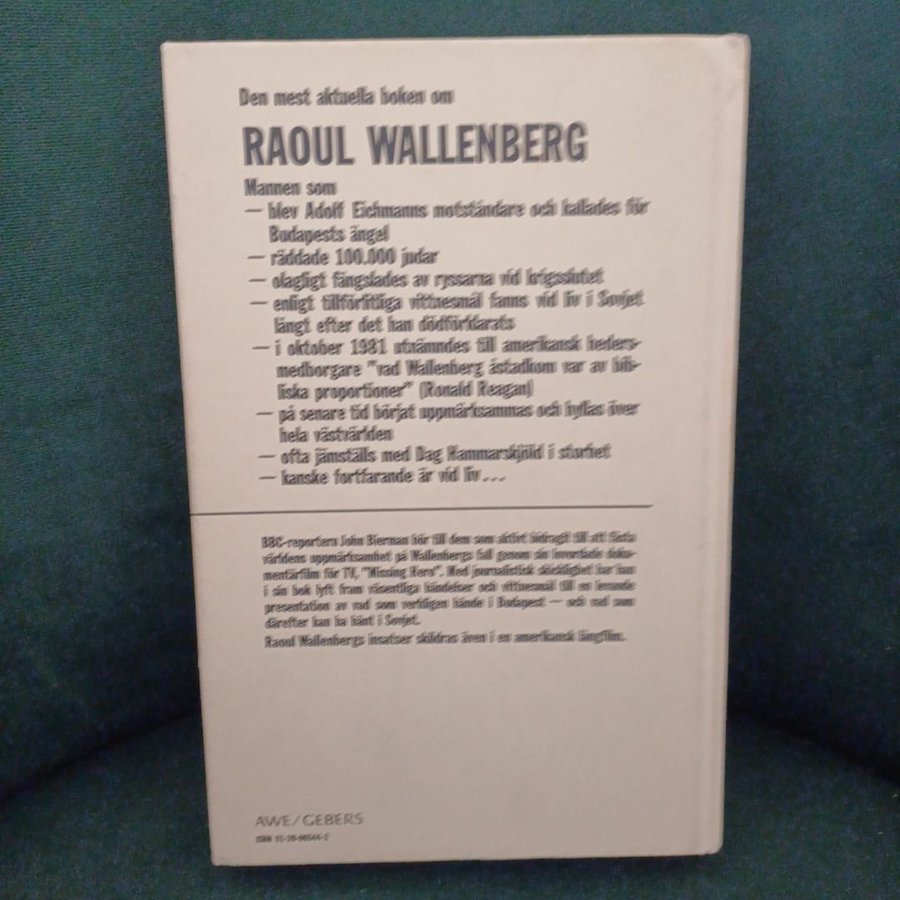 Den mest aktuella boken om
RAOUL WALLENBERG
Mannen som
— blev Adolf Eichmanns motståndare och kallades för
Budapests ängel
— räddade 100.000 judar
— olagligt fängslades av ryssarna vid krigsslutet
— enligt tillförlitliga vittnesmål fanns vid liv i Sovjet
långt efter det han dödförklarats
— i oktober 1981 utnämndes till amerikansk heders-
medborgare "vad Wallenberg åstadkom var av bib-
liska proportioner" (Ronald Reagan)
— på senare tid börjat uppmärksammas och hyllas över
hela västvärlden
— ofta jämställs med Dag Hammarskjöld i storhet
— kanske fortfarande är vid liv...
BBC-reportern John Bierman hör till dem som aktivt bidragit till att fästa
världens uppmärksamhet på Wallenbergs fall genom sin doku-
mentärfilm för TV, "Missing Hero". Med journalistisk skicklighet har han
i sin bok lyft fram väsentliga händelser och vittnesmål till en levande
presentation av vad som verkligen hände i Budapest — och vad som
därefter kan ha hänt i Sovjet.
Raoul Wallenbergs insatser skildras även i en amerikansk långfilm.
AWE/GEBERS
ISBN